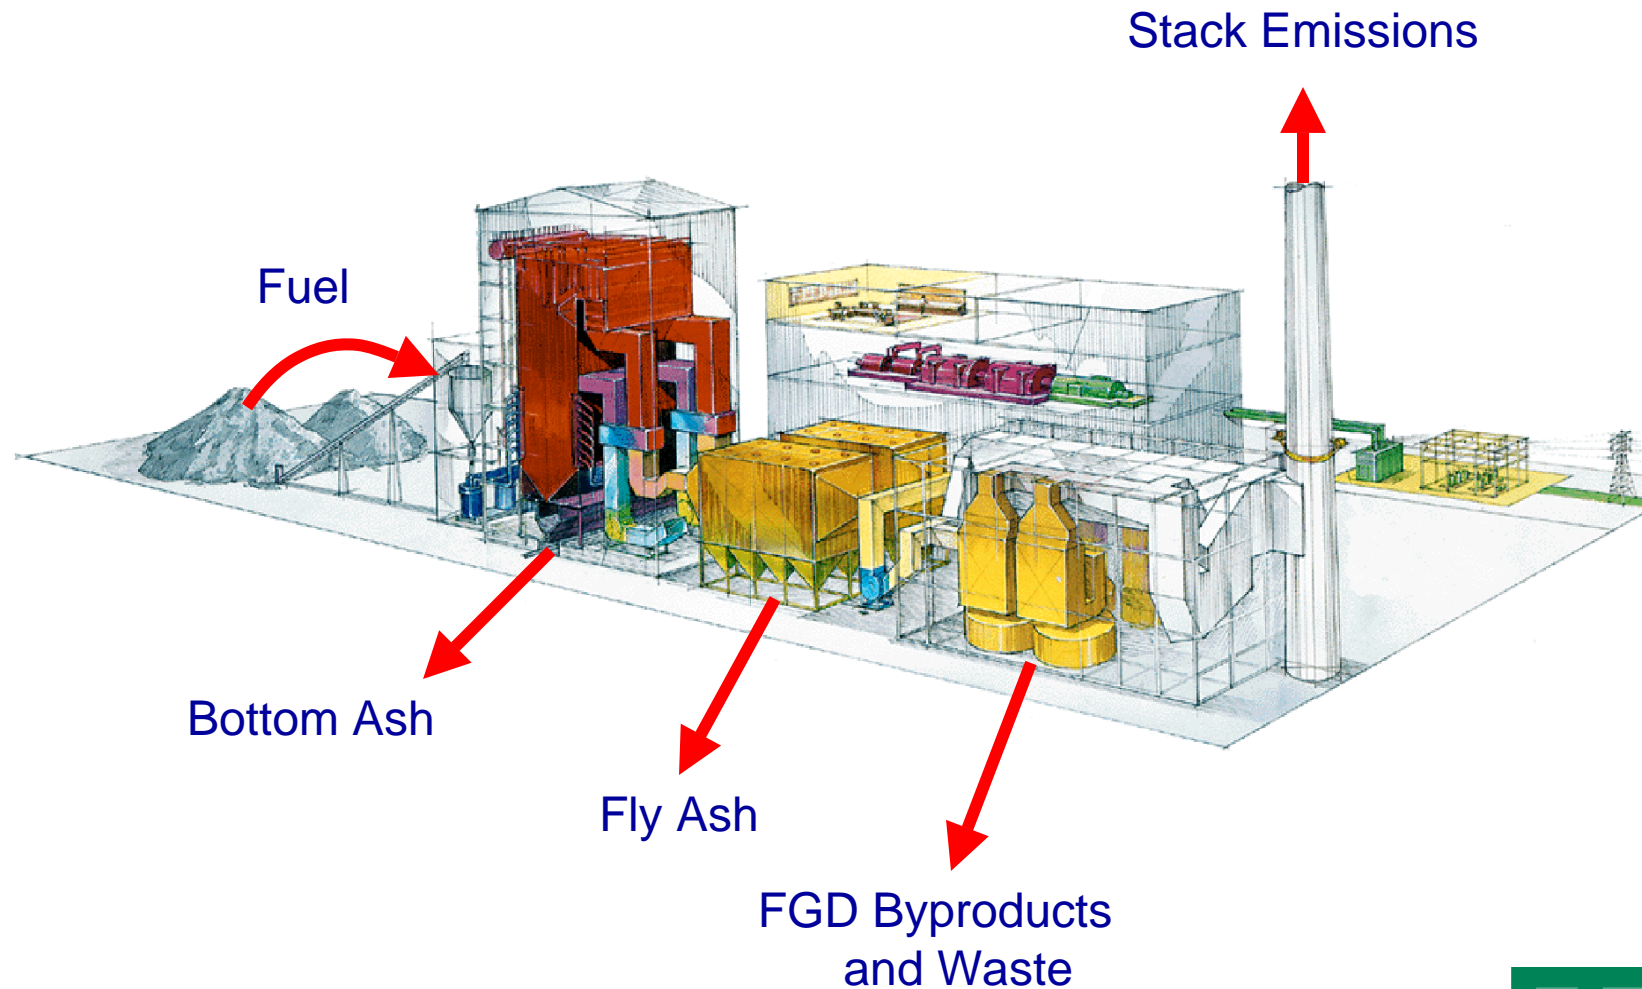 Stack Emissions
Fuel
Bottom Ash
Fly Ash
FGD Byproducts
and Waste